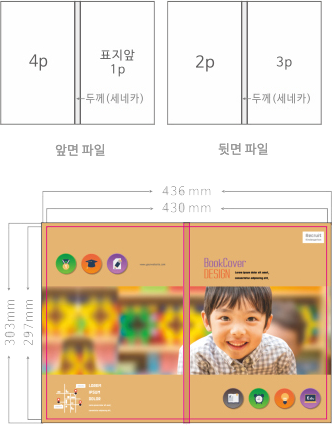 4p
표지앞
1p
두께(세네카)
앞면 파일
2p
3p
두께(세네카)
뒷면 파일
436 mm
430 mm
303mm
297mm
Recruit
BookCover
DESIGN